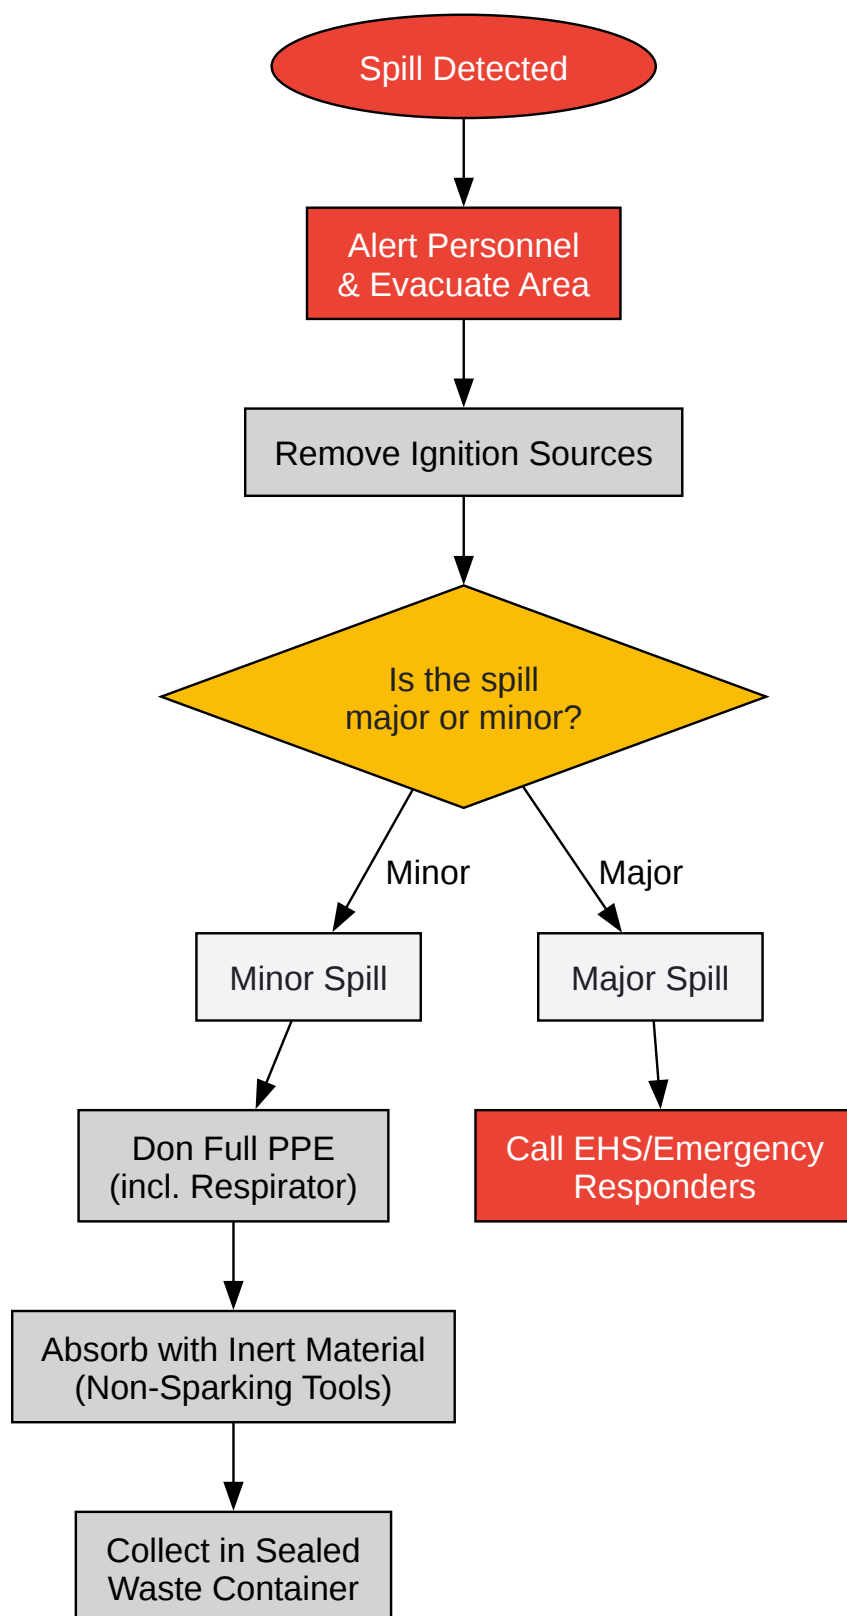 Spill Detected
Alert Personnel
& Evacuate Area
Remove Ignition Sources
Is the spill
major or minor?
Minor
Major
Minor Spill
Major Spill
Don Full PPE
(incl. Respirator)
Call EHS/Emergency
Responders
Absorb with Inert Material
(Non-Sparking Tools)
Collect in Sealed
Waste Container